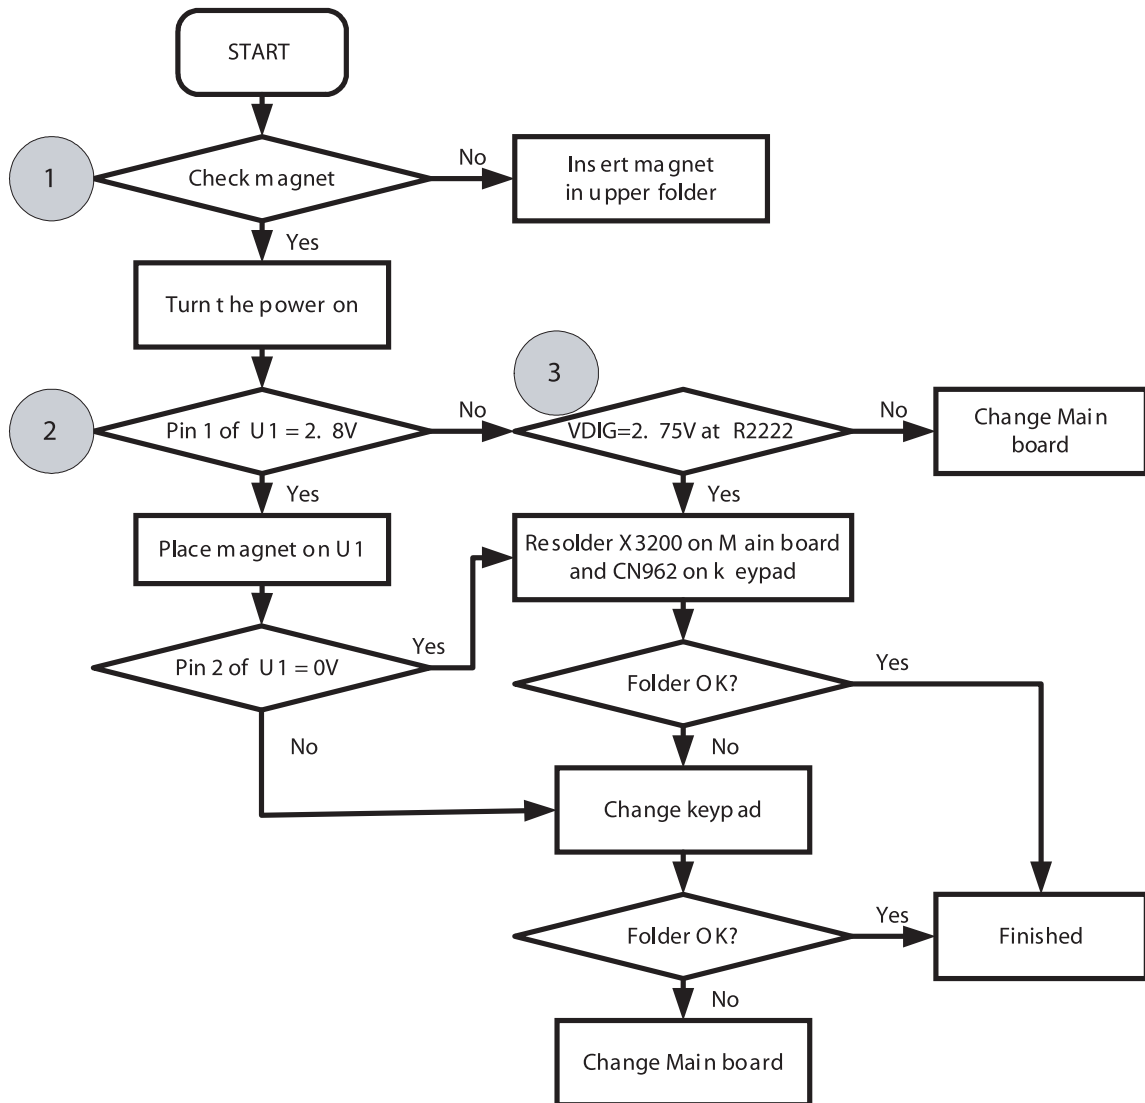 START
1
Check magnet
No
Insert magnet
in upper folder
Yes
Turn the power on
3
2
Pin 1 of U1 = 2. 8V
No
VDIG=2. 75V at R2222
No
Change Main
board
Yes
Yes
Place magnet on U1
Resolder X3200 on Main board
and CN962 on keypad
Pin 2 of U1 = 0V
Yes
Folder OK?
Yes
No
No
Change keypad
Folder OK?
Yes
Finished
No
Change Main board